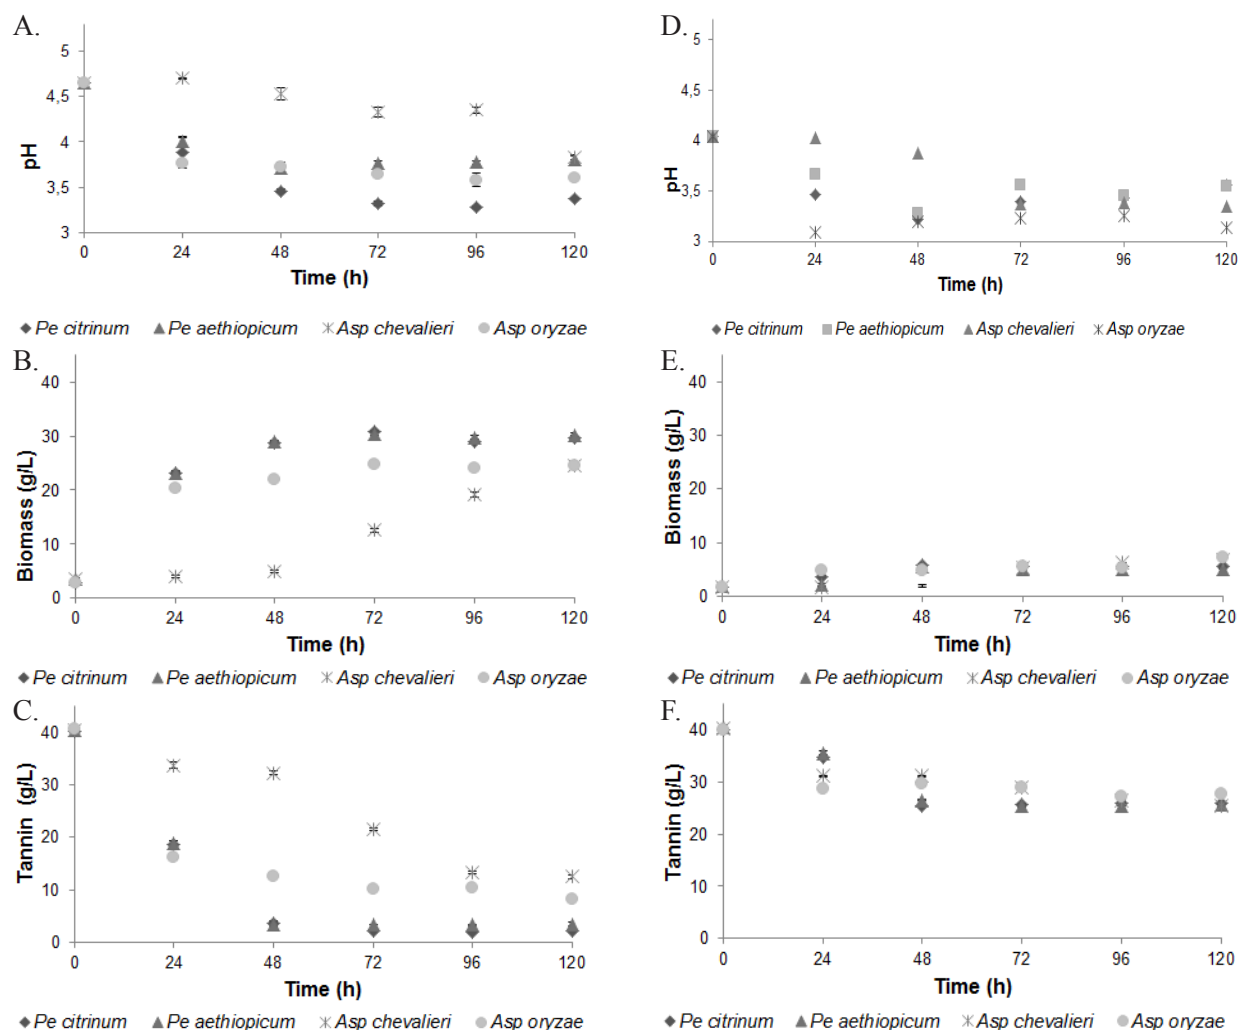 A.
5
4,5
4
3,5
3
pH
0 24 48 72 96 120
Time (h)
Pe citrinum Pe aethiopicum Asp chevalieri Asp oryzae
B.
40
30
20
10
0
Biomass (g/L)
0 24 48 72 96 120
Time (h)
Pe citrinum Pe aethiopicum Asp chevalieri Asp oryzae
C.
40
30
20
10
0
Tannin (g/L)
0 24 48 72 96 120
Time (h)
Pe citrinum Pe aethiopicum Asp chevalieri Asp oryzae
D.
5
4,5
4
3,5
3
pH
0 24 48 72 96 120
Time (h)
Pe citrinum Pe aethiopicum Asp chevalieri Asp oryzae
E.
40
30
20
10
0
Biomass (g/L)
0 24 48 72 96 120
Time (h)
Pe citrinum Pe aethiopicum Asp chevalieri Asp oryzae
F.
40
30
20
10
0
Tannin (g/L)
0 24 48 72 96 120
Time (h)
Pe citrinum Pe aethiopicum Asp chevalieri Asp oryzae